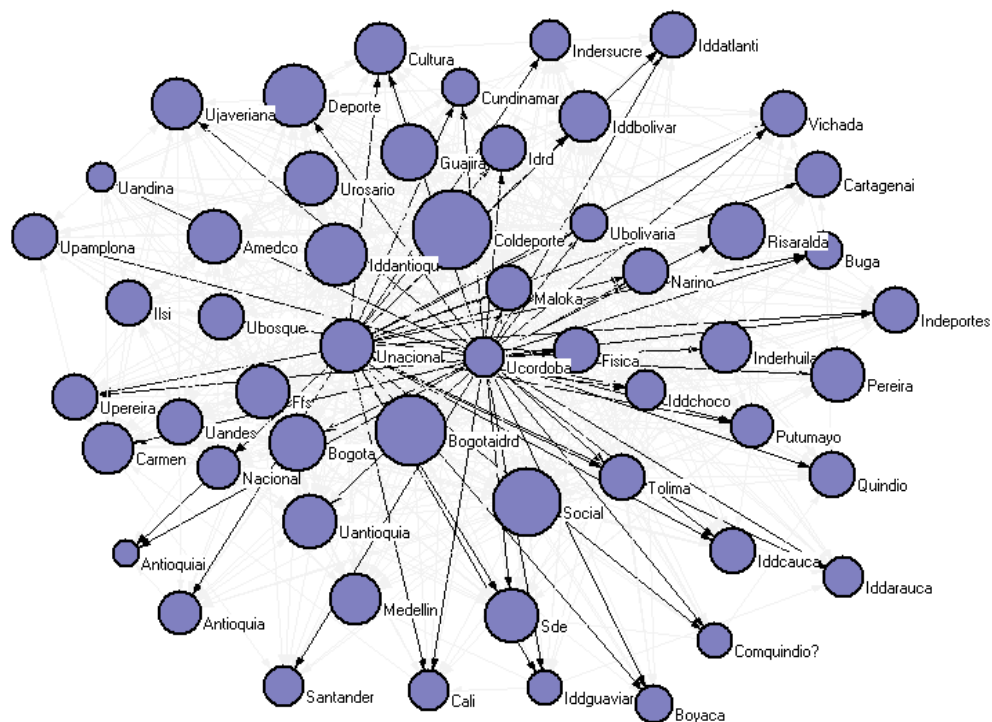 Cultura
Indersucre
Iddatlanti
Deporte
Cundinamar
Ujaveriana
Iddbolivar
Vichada
Guajira
Idrd
Urosario
Uandina
Cartagenai
Coldeporte
Ubolivaria
Risaralda
Upamplona
Amedco
Iddantioqu
Buga
Narino
Maloka
Ilsi
Ubosque
Indeportes
Unacional
Ucordoba
Fisica
Inderhuila
Pereira
Iddchoco
Upereira
Ffs
Uandes
Carmen
Bogota
Bogotaidrd
Putumayo
Nacional
Tolima
Quindio
Social
Uantioquia
Antioquiai
Iddcauca
Iddarauca
Antioquia
Medellin
Sde
Comquindio?
Santander
Cali
Iddguaviar
Boyaca